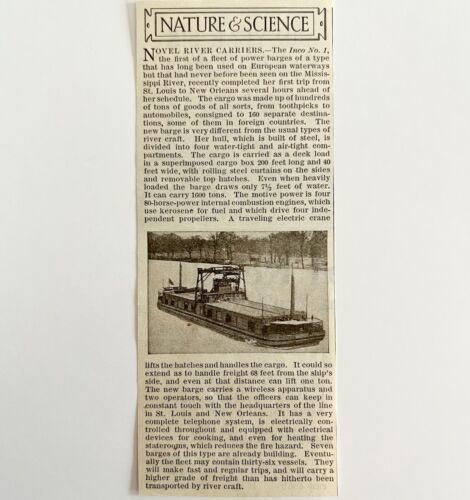 NATURE & SCIENCE
NOVEL RIVER CARRIERS.—The Inco No. 1,
the first of a fleet of power barges of a type
that has long been used on European waterways
but that had never before been seen on the Missis-
sippi River, recently completed her first trip from
St. Louis to New Orleans several hours ahead of
her schedule. The cargo was made up of hundreds
of tons of goods of all sorts, from toothpicks to
automobiles, consigned to 160 separate destina-
tions, some of them in foreign countries. The
new barge is very different from the usual types of
river craft. Her hull, which is built of steel, is
divided into four water-tight and air-tight com-
partments. The cargo is carried as a deck load
in a superimposed cargo box 200 feet long and 40
feet wide, with rolling steel curtains on the sides
and removable top hatches. Even when heavily
loaded the barge draws only 7½ feet of water.
It can carry 1600 tons. The motive power is four
80-horse-power internal combustion engines, which
use kerosene for fuel and which drive four inde-
pendent propellers. A traveling electric crane
lifts the hatches and handles the cargo. It could so
extend as to handle freight 68 feet from the ship's
side, and even at that distance can lift one ton.
The new barge carries a wireless apparatus and
two operators, so that the officers can keep in
constant touch with the headquarters of the line
in St. Louis and New Orleans. It has a very
complete telephone system, is electrically con-
trolled throughout and equipped with electrical
devices for cooking, and even for heating the
staterooms, which reduces the fire hazard. Seven
barges of this type are already building. Eventu-
ally the fleet may contain thirty-six vessels. They
will make fast and regular trips, and will carry a
higher grade of freight than has hitherto been
transported by river craft.